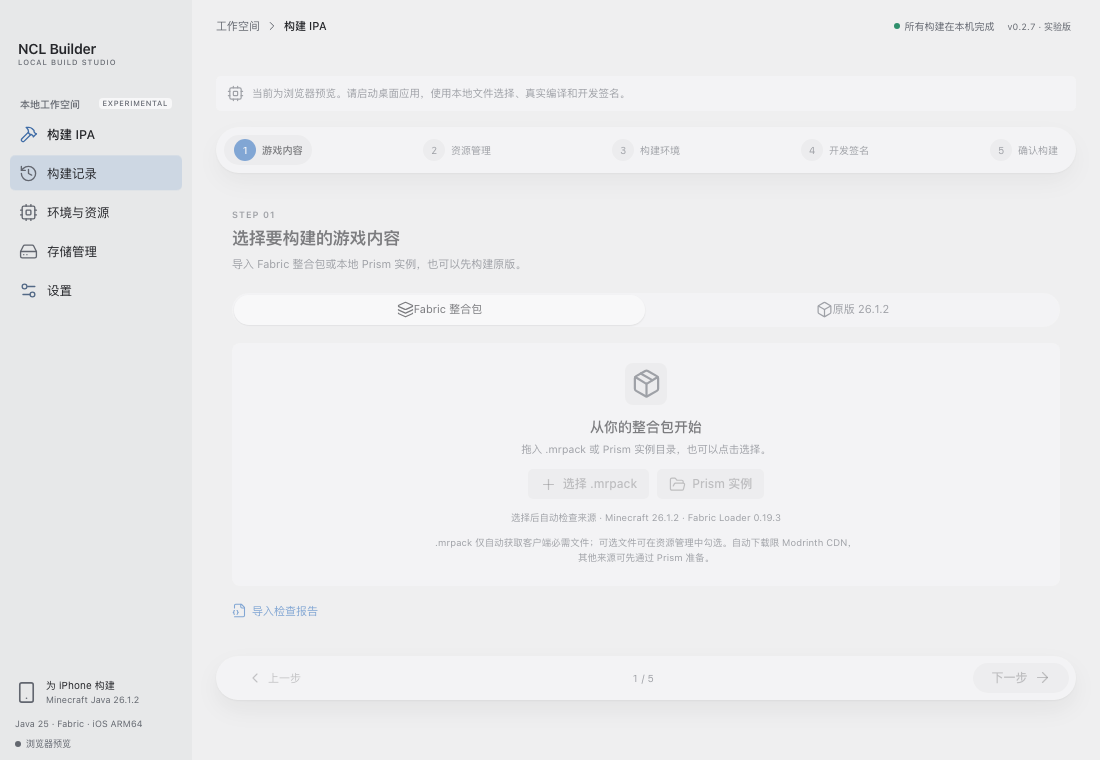 工作空间 > 构建 IPA
所有构建在本机完成
v0.2.7 · 实验版
NCL Builder
LOCAL BUILD STUDIO
本地工作空间
EXPERIMENTAL
构建 IPA
构建记录
环境与资源
存储管理
设置
为 iPhone 构建
Minecraft Java 26.1.2
Java 25 · Fabric · iOS ARM64
浏览器预览
当前为浏览器预览。请启动桌面应用，使用本地文件选择、真实编译和开发签名。
1 游戏内容
2 资源管理
3 构建环境
4 开发签名
5 确认构建
STEP 01
选择要构建的游戏内容
导入 Fabric 整合包或本地 Prism 实例，也可以先构建原版。
Fabric 整合包
原版 26.1.2
从你的整合包开始
拖入 .mrpack 或 Prism 实例目录，也可以点击选择。
选择 .mrpack
Prism 实例
选择后自动检查来源 · Minecraft 26.1.2 · Fabric Loader 0.19.3
.mrpack 仅自动获取客户端必需文件；可选文件可在资源管理中勾选。自动下载限 Modrinth CDN，
其他来源可先通过 Prism 准备。
导入检查报告
上一步
1 / 5
下一步